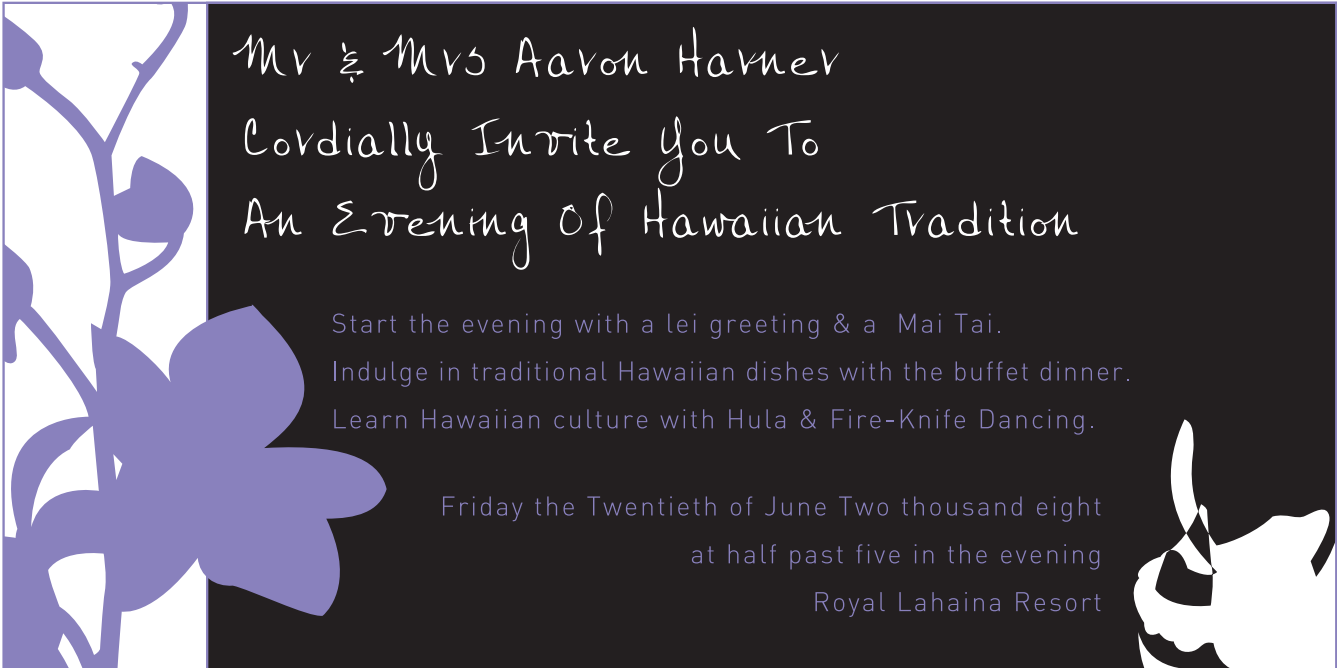 Mr & Mrs Aaron Harner
Cordially Invite You To
An Evening Of Hawaiian Tradition
Start the evening with a lei greeting & a Mai Tai.
Indulge in traditional Hawaiian dishes with the buffet dinner.
Learn Hawaiian culture with Hula & Fire-Knife Dancing.
Friday the Twentieth of June Two thousand eight
at half past five in the evening
Royal Lahaina Resort